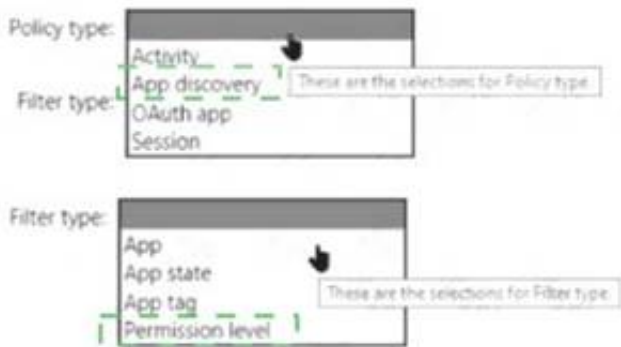 Policy type:
Activity
App discovery
These are the selections for Policy type.
Filter type:
OAuth app
Session
Filter type:
App
App state
These are the selections for Filter type.
App tag
Permission level